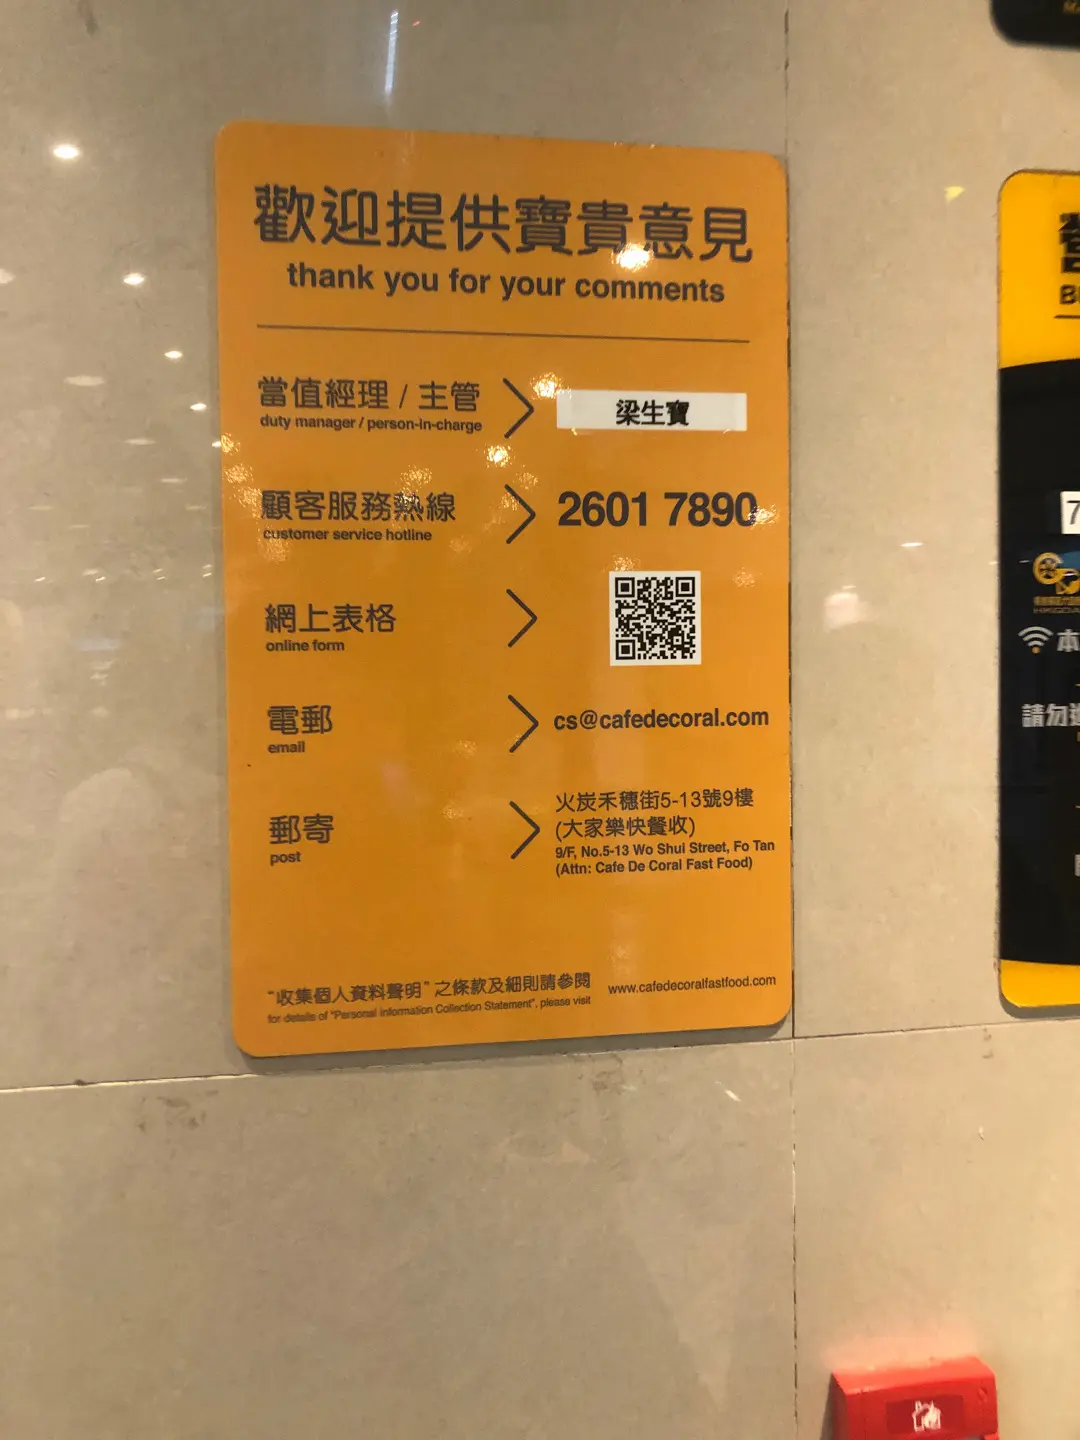 歡迎提供寶貴意見
thank you for your comments
當值經理 / 主管
duty manager / person-in-charge
梁生寶
顧客服務熱線
customer service hotline
2601 7890
網上表格
online form
電郵
email
cs@cafedecoral.com
郵寄
post
火炭禾穗街5-13號9樓
(大家樂快餐收)
9/F, No.5-13 Wo Shui Street, Fo Tan
(Attn: Cafe De Coral Fast Food)
“收集個人資料聲明”之條款及細則請參閱
for details of "Personal Information Collection Statement", please visit
www.cafedecoralfastfood.com
7
本
請勿